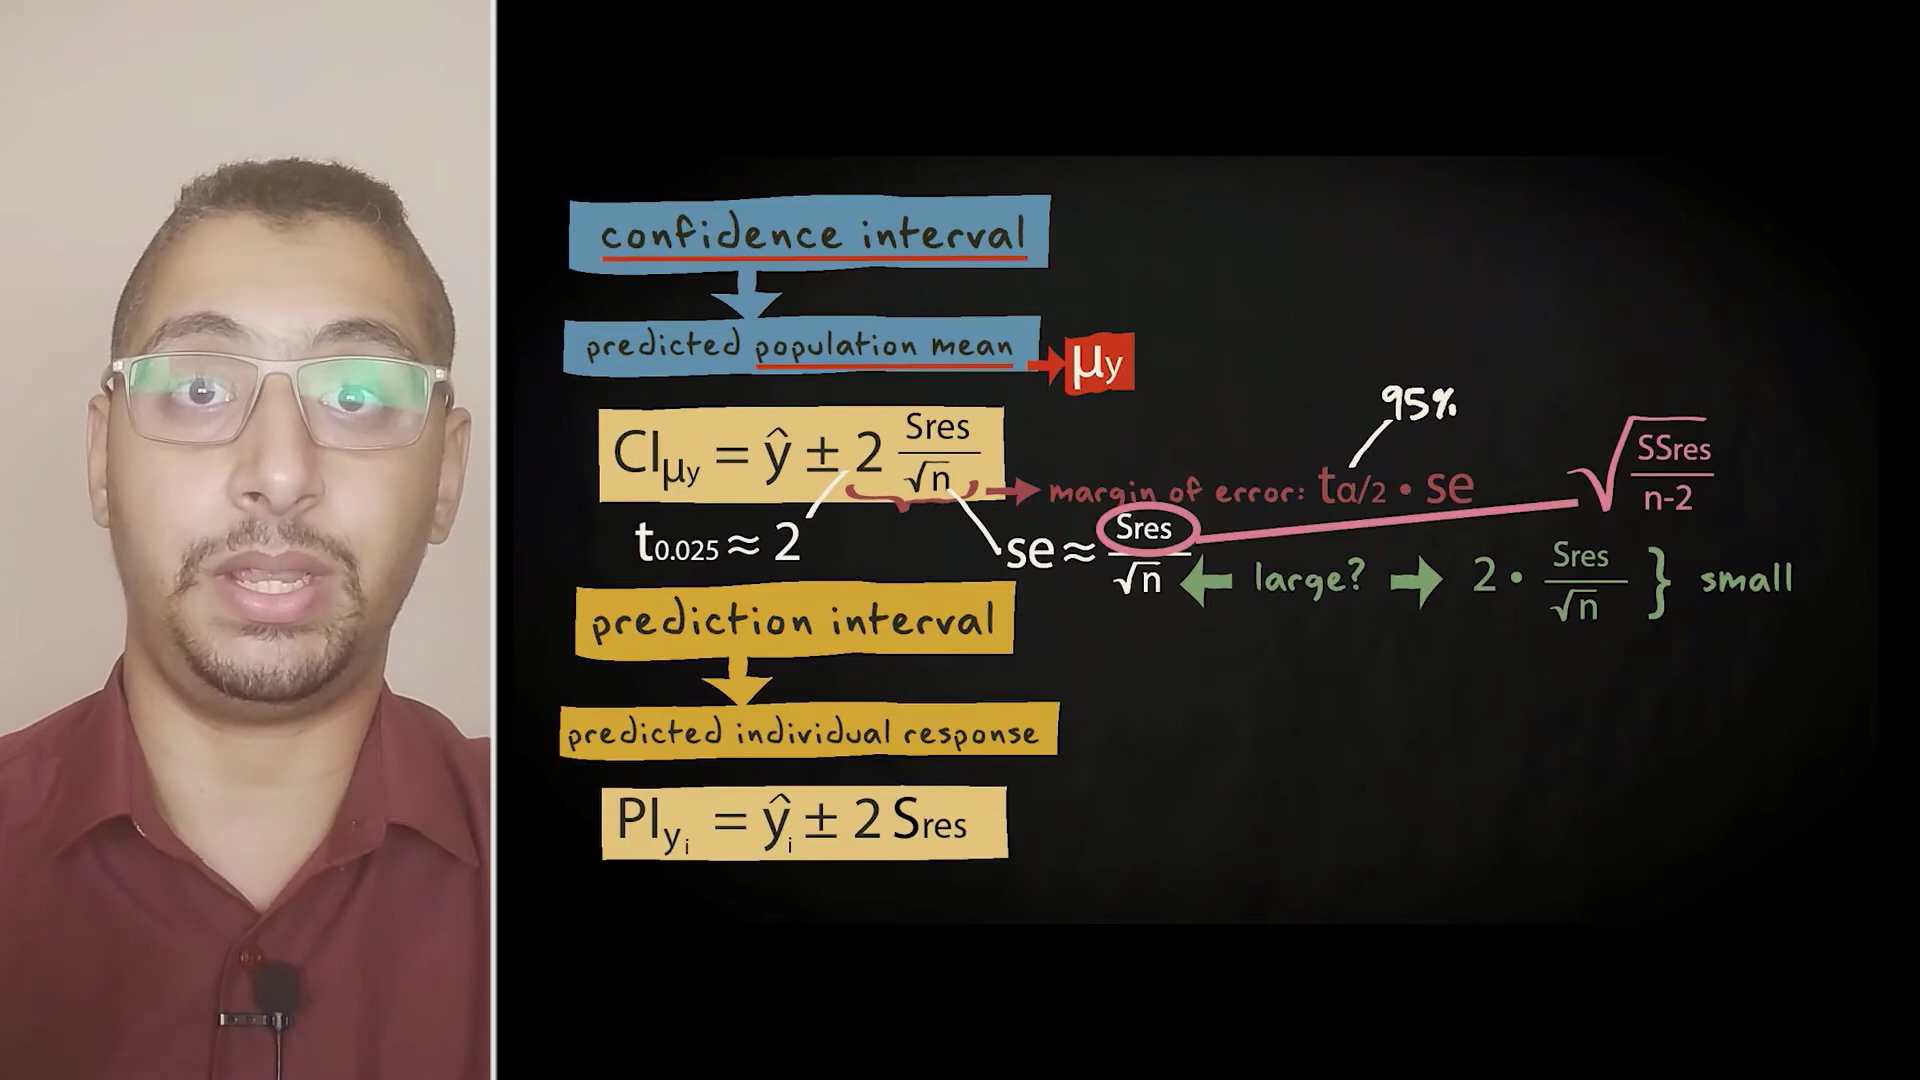 confidence interval
predicted population mean
μy
95%
CIμy = ŷ ± 2 Sres/√n
margin of error: tα/2 • se
√SSres/n-2
t0.025 ≈ 2
se ≈ Sres/√n
large?
2 • Sres/√n } small
prediction interval
predicted individual response
PIyi = ŷi ± 2 Sres